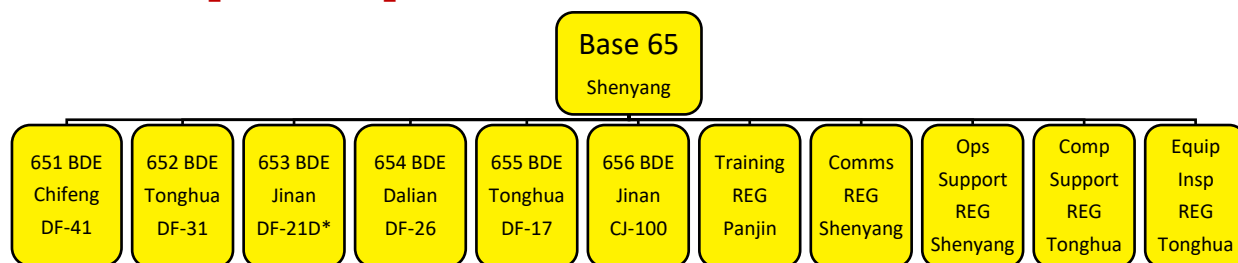 Base 65
Shenyang
651 BDE
Chifeng
DF-41
652 BDE
Tonghua
DF-31
653 BDE
Jinan
DF-21D*
654 BDE
Dalian
DF-26
655 BDE
Tonghua
DF-17
656 BDE
Jinan
CJ-100
Training
REG
Panjin
Comms
REG
Shenyang
Ops
Support
REG
Shenyang
Comp
Support
REG
Tonghua
Equip
Insp
REG
Tonghua